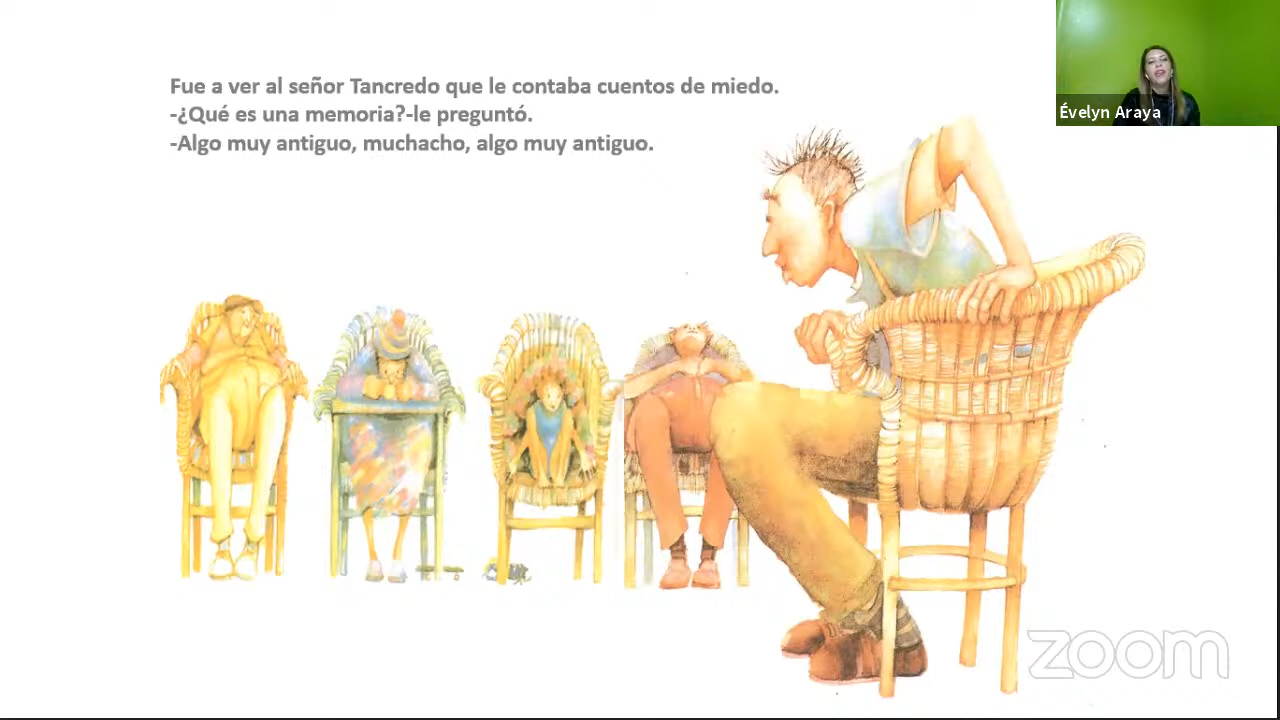 Fue a ver al señor Tancredo que le contaba cuentos de miedo.
-¿Qué es una memoria?-le preguntó.
-Algo muy antiguo, muchacho, algo muy antiguo.
Évelyn Araya
zoom